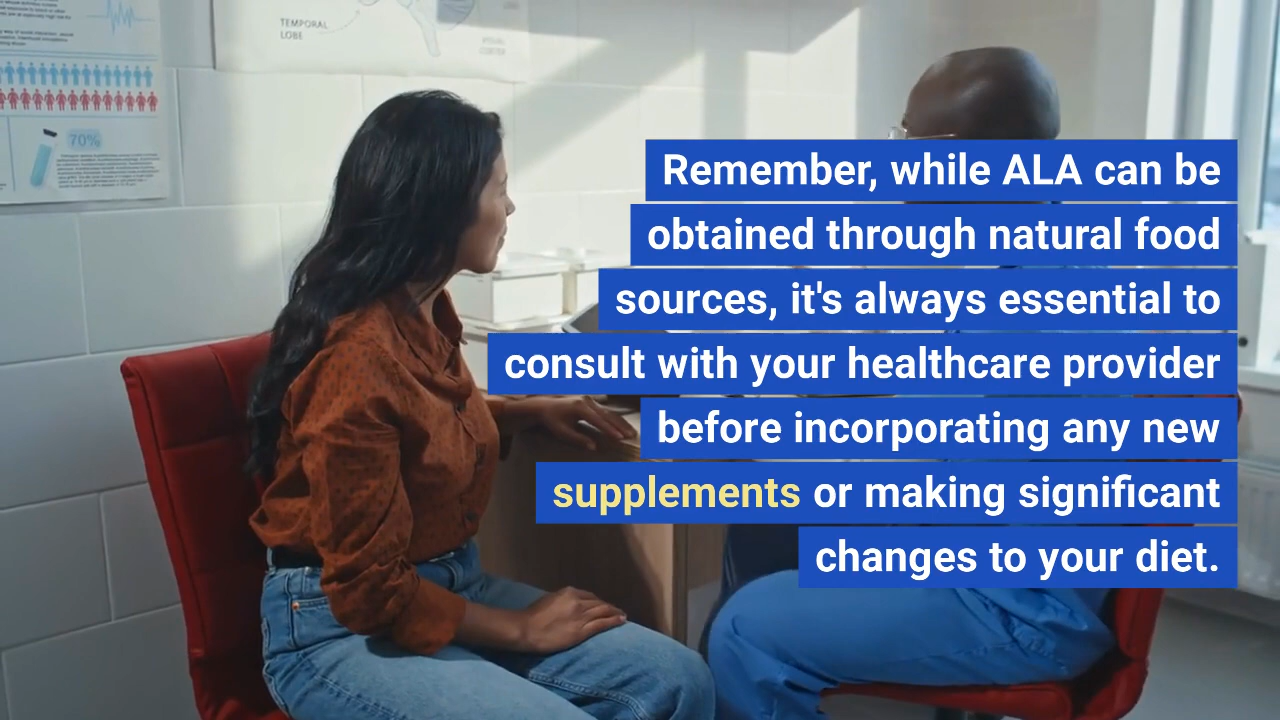 TEMPORAL
LOBE
70%
Remember, while ALA can be
obtained through natural food
sources, it's always essential to
consult with your healthcare provider
before incorporating any new
supplements or making significant
changes to your diet.